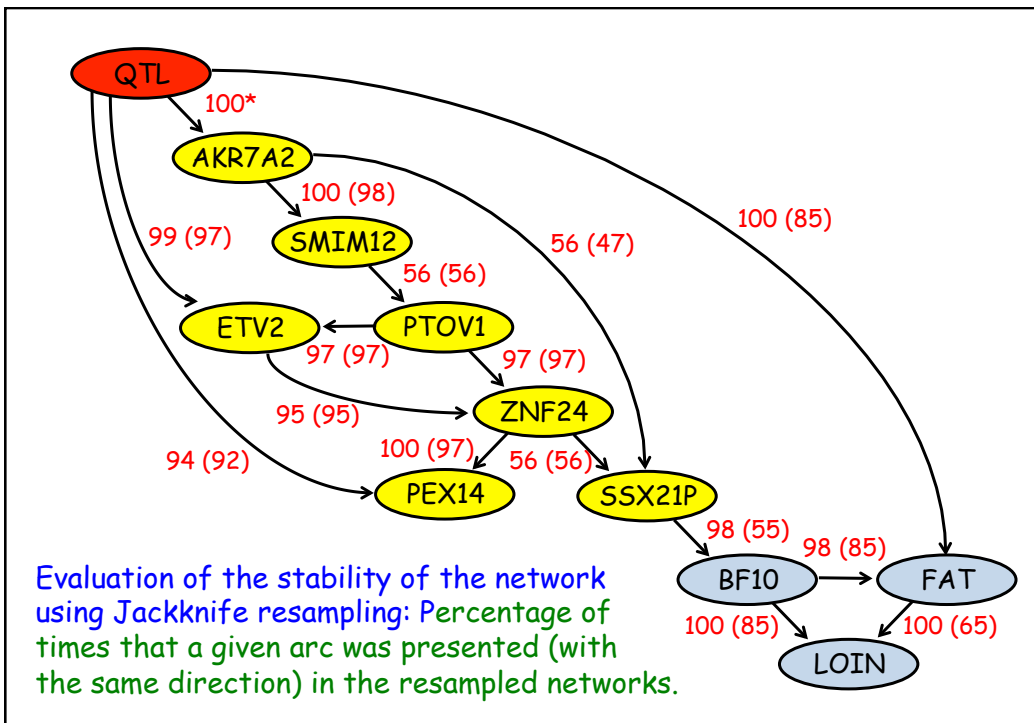 QTL
100*
AKR7A2
100 (98)
SMIM12
99 (97)
56 (47)
100 (85)
56 (56)
ETV2
PTOV1
97 (97)
97 (97)
95 (95)
ZNF24
94 (92)
100 (97)
56 (56)
PEX14
SSX21P
98 (55)
98 (85)
BF10
FAT
100 (85)
100 (65)
LOIN
Evaluation of the stability of the network
using Jackknife resampling: Percentage of
times that a given arc was presented (with
the same direction) in the resampled networks.